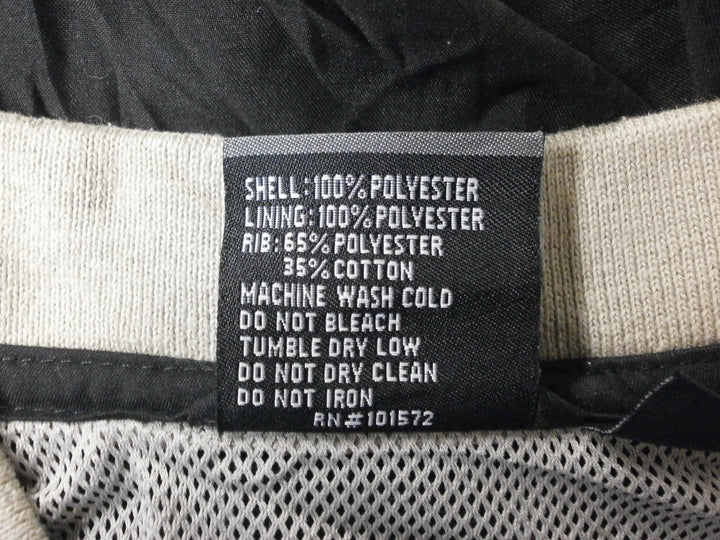 SHELL: 100% POLYESTER
LINING: 100% POLYESTER
RIB: 65% POLYESTER
35% COTTON
MACHINE WASH COLD
DO NOT BLEACH
TUMBLE DRY LOW
DO NOT DRY CLEAN
DO NOT IRON
RN#101572